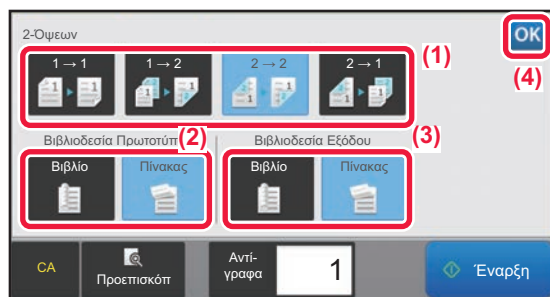 2-Όψεων
OK
1 → 1
1 → 2
2 → 2
2 → 1
(1)
(4)
Βιβλιοδεσία Πρωτοτύπ
(2)
Βιβλιοδεσία Εξόδου
(3)
Βιβλίο
Πίνακας
Βιβλίο
Πίνακας
CA
Προεπισκόπ
Αντί-
γραφα
1
Έναρξη